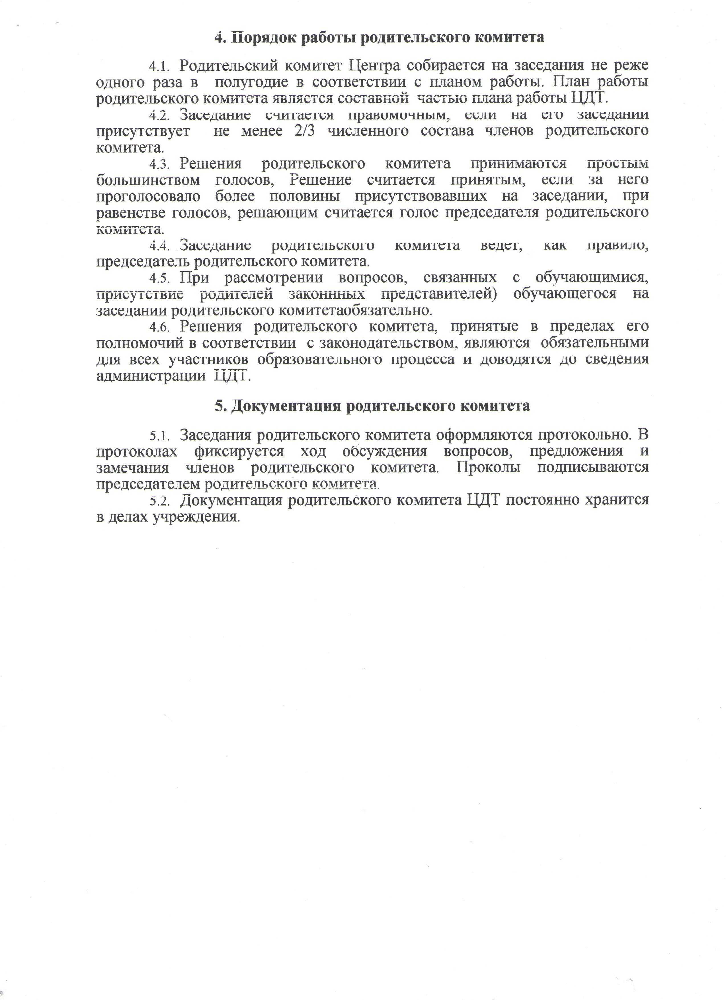 4. Порядок работы родительского комитета
4.1. Родительский комитет Центра собирается на заседания не реже
одного раза в полугодие в соответствии с планом работы. План работы
родительского комитета является составной частью плана работы ЦДТ.
4.2. Заседание считается правомочным, если на его заседании
присутствует не менее 2/3 численного состава членов родительского
комитета.
4.3. Решения родительского комитета принимаются простым
большинством голосов, Решение считается принятым, если за него
проголосовало более половины присутствовавших на заседании, при
равенстве голосов, решающим считается голос председателя родительского
комитета.
4.4. Заседание родительского комитета ведет, как правило,
председатель родительского комитета.
4.5. При рассмотрении вопросов, связанных с обучающимися,
присутствие родителей законнных представителей) обучающегося на
заседании родительского комитетаобязательно.
4.6. Решения родительского комитета, принятые в пределах его
полномочий в соответствии с законодательством, являются обязательными
для всех участников образовательного процесса и доводятся до сведения
администрации ЦДТ.
5. Документация родительского комитета
5.1. Заседания родительского комитета оформляются протокольно. В
протоколах фиксируется ход обсуждения вопросов, предложения и
замечания членов родительского комитета. Проколы подписываются
председателем родительского комитета.
5.2. Документация родительского комитета ЦДТ постоянно хранится
в делах учреждения.